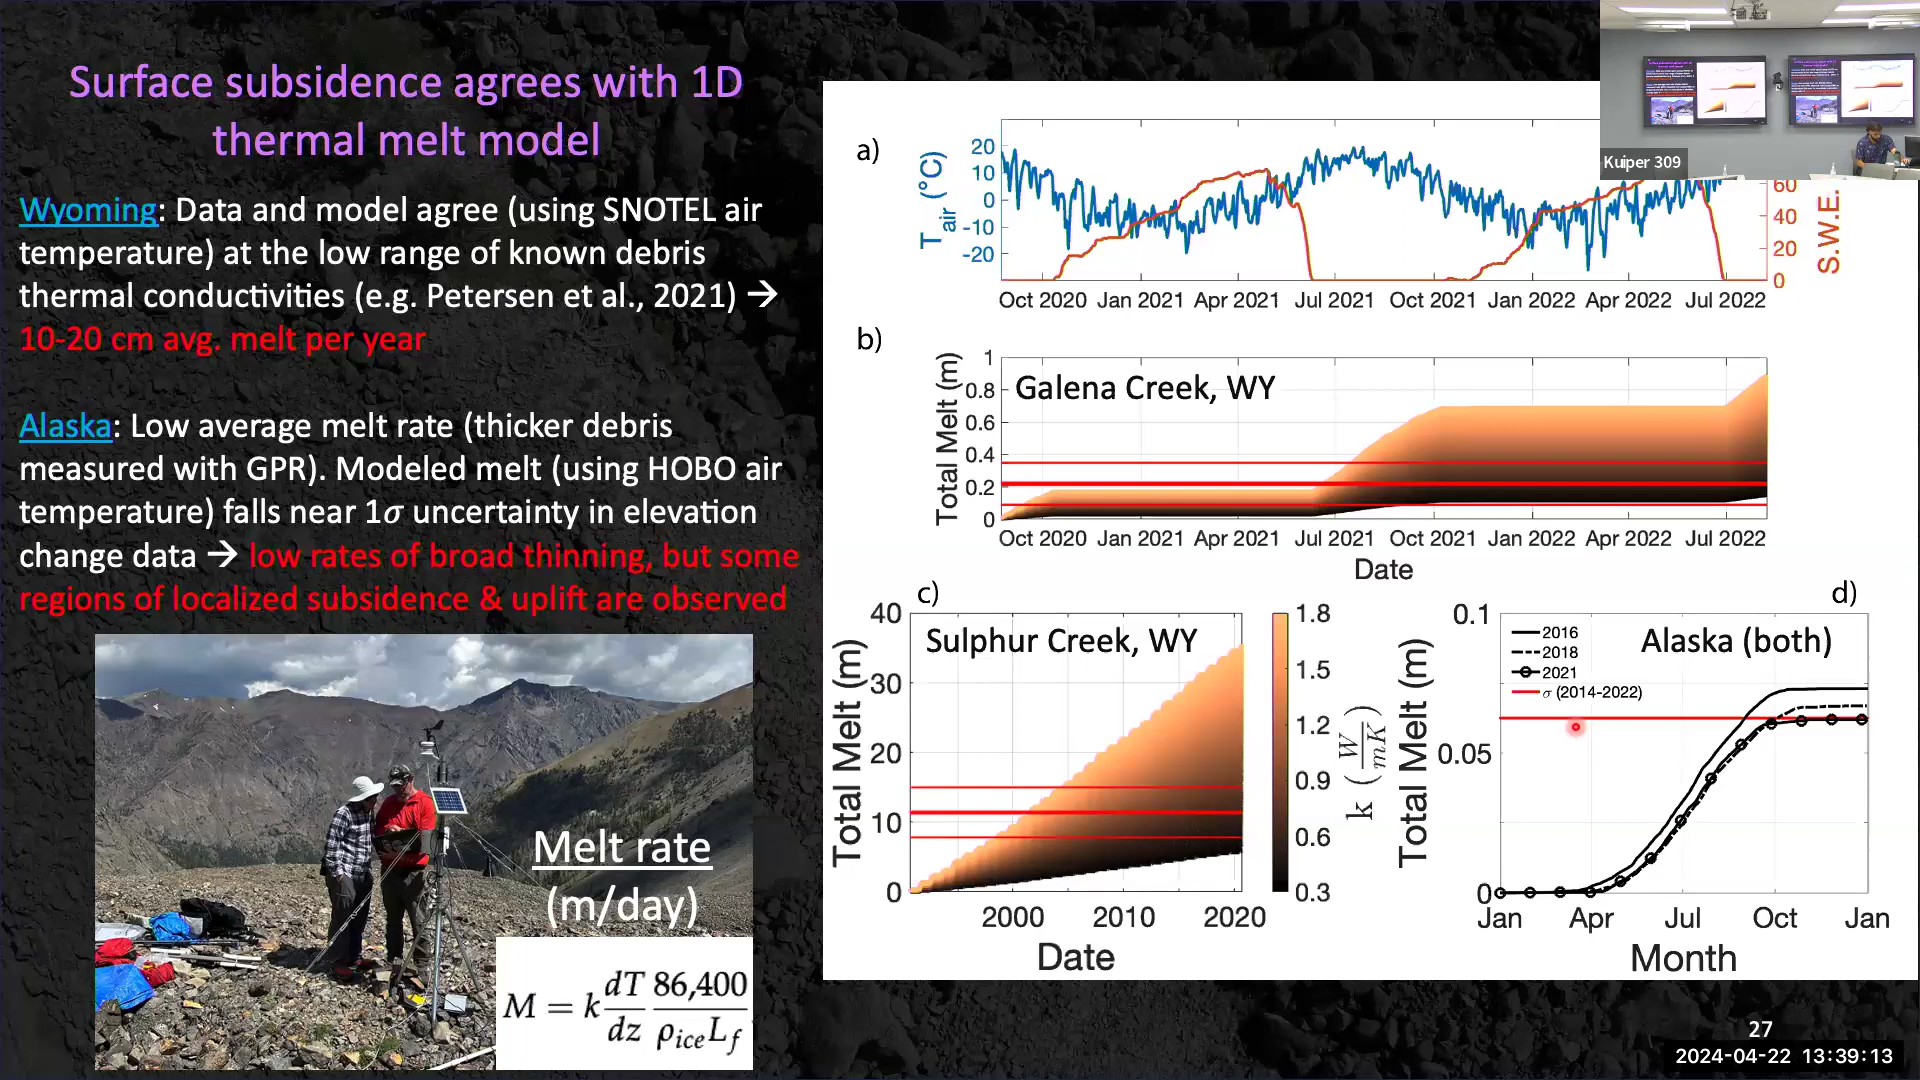 Surface subsidence agrees with 1D
thermal melt model
Wyoming: Data and model agree (using SNOTEL air
temperature) at the low range of known debris
thermal conductivities (e.g. Petersen et al., 2021) →
10-20 cm avg. melt per year
Alaska: Low average melt rate (thicker debris
measured with GPR). Modeled melt (using HOBO air
temperature) falls near 1σ uncertainty in elevation
change data → low rates of broad thinning, but some
regions of localized subsidence & uplift are observed
Melt rate
(m/day)
M = k dT/dz 86,400/ρ_ice L_f
Kuiper 309
a)
T_air (°C)
20
10
0
-10
-20
60
40
20
0
S.W.E.
Oct 2020 Jan 2021 Apr 2021 Jul 2021 Oct 2021 Jan 2022 Apr 2022 Jul 2022
b)
Galena Creek, WY
Total Melt (m)
1
0.8
0.6
0.4
0.2
0
Oct 2020 Jan 2021 Apr 2021 Jul 2021 Oct 2021 Jan 2022 Apr 2022 Jul 2022
Date
c)
Sulphur Creek, WY
Total Melt (m)
40
30
20
10
0
2000 2010 2020
Date
1.8
1.5
1.2
0.9
0.6
0.3
k (W/mK)
d)
Alaska (both)
2016
2018
2021
σ (2014-2022)
Total Melt (m)
0.1
0.05
0
Jan Apr Jul Oct Jan
Month
27
2024-04-22 13:39:13